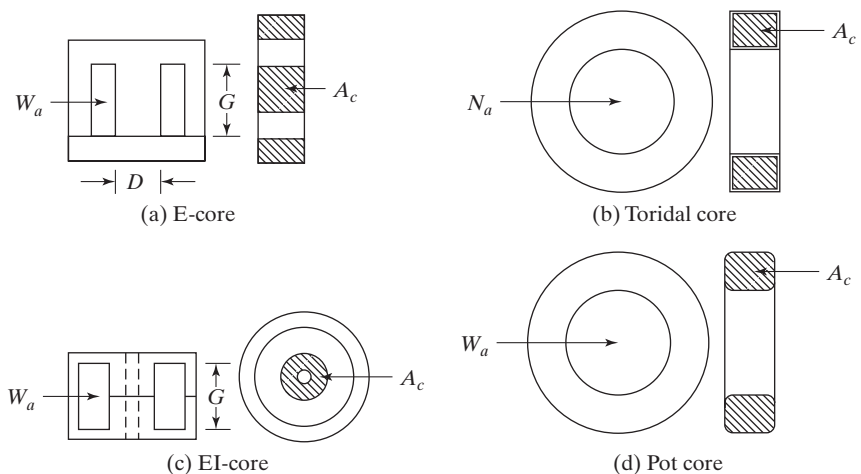 W_a
G
A_c
D
(a) E-core
N_a
A_c
(b) Toridal core
W_a
G
A_c
(c) EI-core
W_a
A_c
(d) Pot core